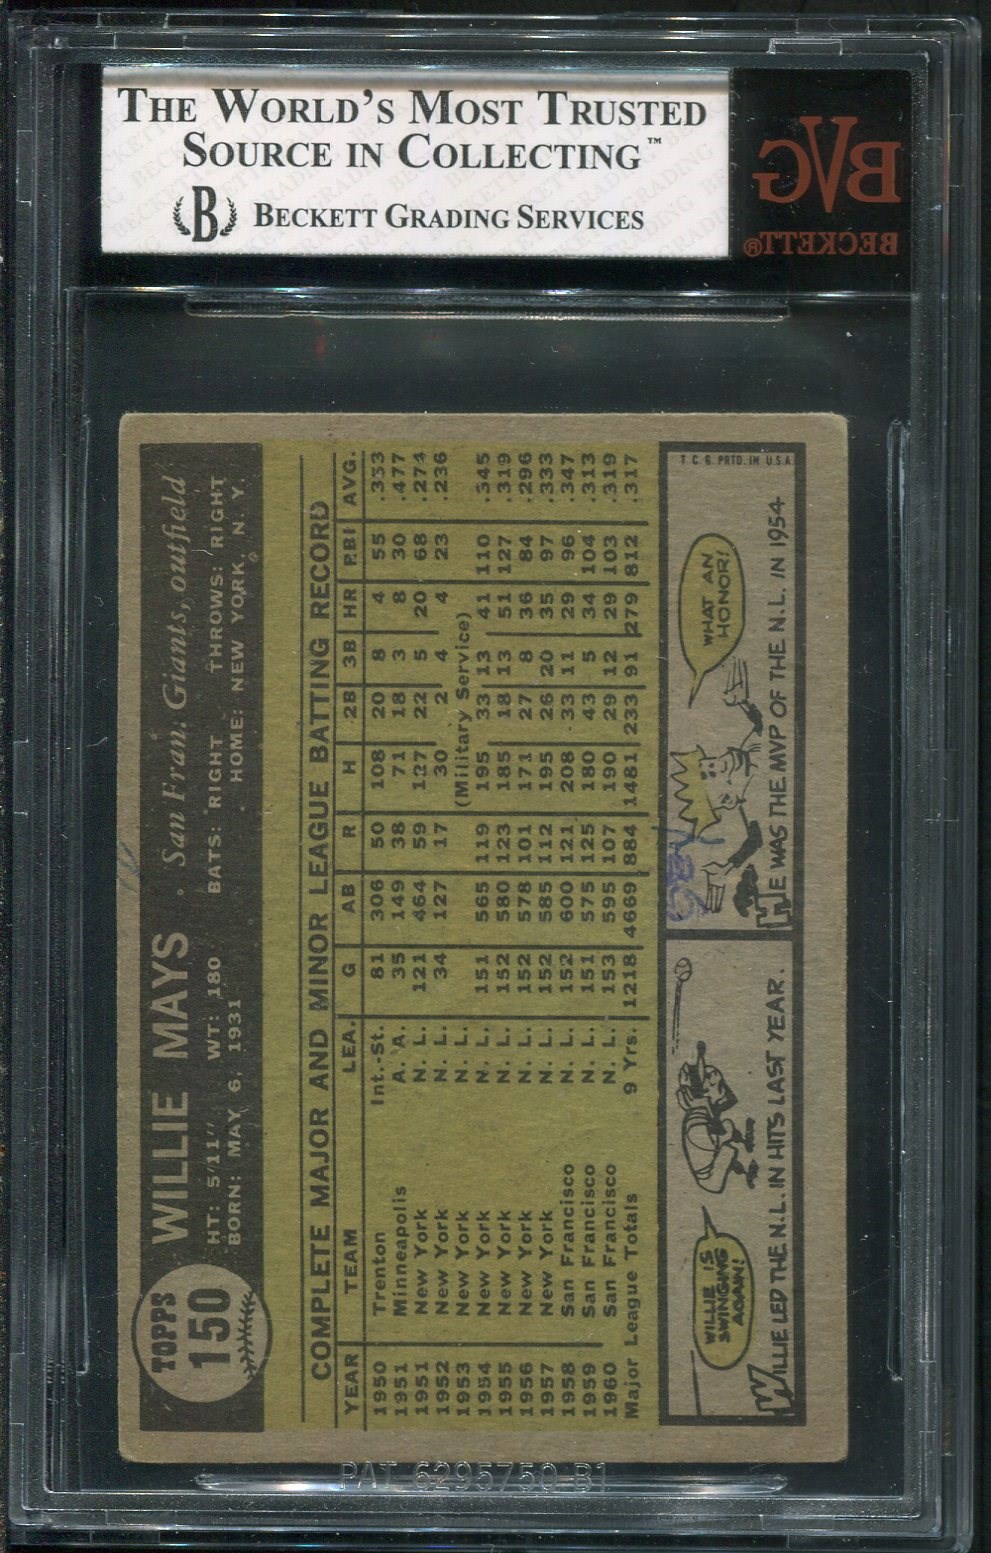 THE WORLD'S MOST TRUSTED
SOURCE IN COLLECTING™
B BECKETT GRADING SERVICES
BVG
BECKETT®
TOPPS
150
WILLIE MAYS • San Fran. Giants, outfield
HT: 5'11" WT: 180 BATS: RIGHT THROWS: RIGHT
BORN: MAY 6, 1931 HOME: NEW YORK, N. Y.
COMPLETE MAJOR AND MINOR LEAGUE BATTING RECORD
YEAR TEAM LEA. G AB R H 2B 3B HR RBI AVG.
1950 Trenton Int.-St. 81 306 50 108 20 8 4 55 .353
1951 Minneapolis A. A. 35 149 38 71 18 3 8 30 .477
1951 New York N. L. 121 464 59 127 22 5 20 68 .274
1952 New York N. L. 34 127 17 30 2 4 4 23 .236
1953 New York N. L. (Military Service)
1954 New York N. L. 151 565 119 195 33 13 41 110 .345
1955 New York N. L. 152 580 123 185 18 13 51 127 .319
1956 New York N. L. 152 578 101 171 27 8 36 84 .296
1957 New York N. L. 152 585 112 195 26 20 35 97 .333
1958 San Francisco N. L. 152 600 121 208 33 11 29 96 .347
1959 San Francisco N. L. 151 575 125 180 43 5 34 104 .313
1960 San Francisco N. L. 153 595 107 190 29 12 29 103 .319
Major League Totals 9 Yrs. 1218 4669 884 1481 233 91 279 812 .317
WILLIE IS
SWINGING
AGAIN!
WILLIE LED THE N.L. IN HITS LAST YEAR.
WHAT AN
HONOR!
HE WAS THE MVP OF THE N.L. IN 1954
T.C.G. PRTD. IN U.S.A.
PAT 6295750 B1